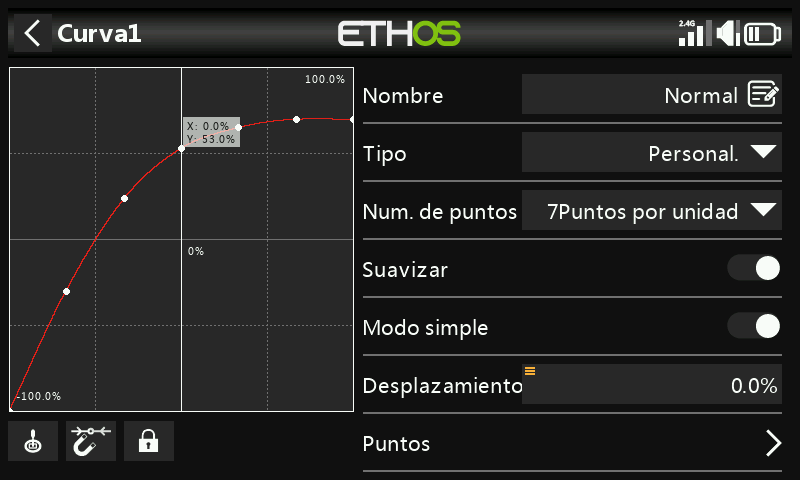 Curva1
ETHOS
2.4G
100.0%
X: 0.0%
Y: 53.0%
0%
-100.0%
Nombre
Normal
Tipo
Personal.
Num. de puntos
7Puntos por unidad
Suavizar
Modo simple
Desplazamiento
0.0%
Puntos